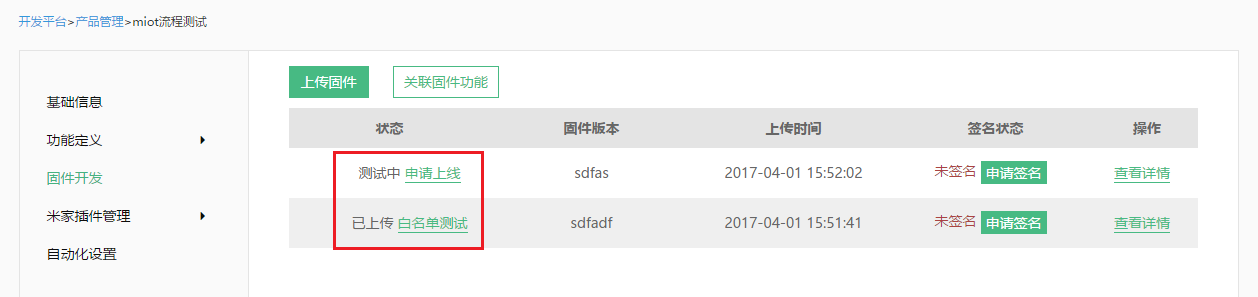 开发平台>产品管理>miot流程测试
上传固件 关联固件功能
基础信息
功能定义
固件开发
米家插件管理
自动化设置
状态 固件版本 上传时间 签名状态 操作
测试中 申请上线 sdfas 2017-04-01 15:52:02 未签名 申请签名 查看详情
已上传 白名单测试 sdfadf 2017-04-01 15:51:41 未签名 申请签名 查看详情